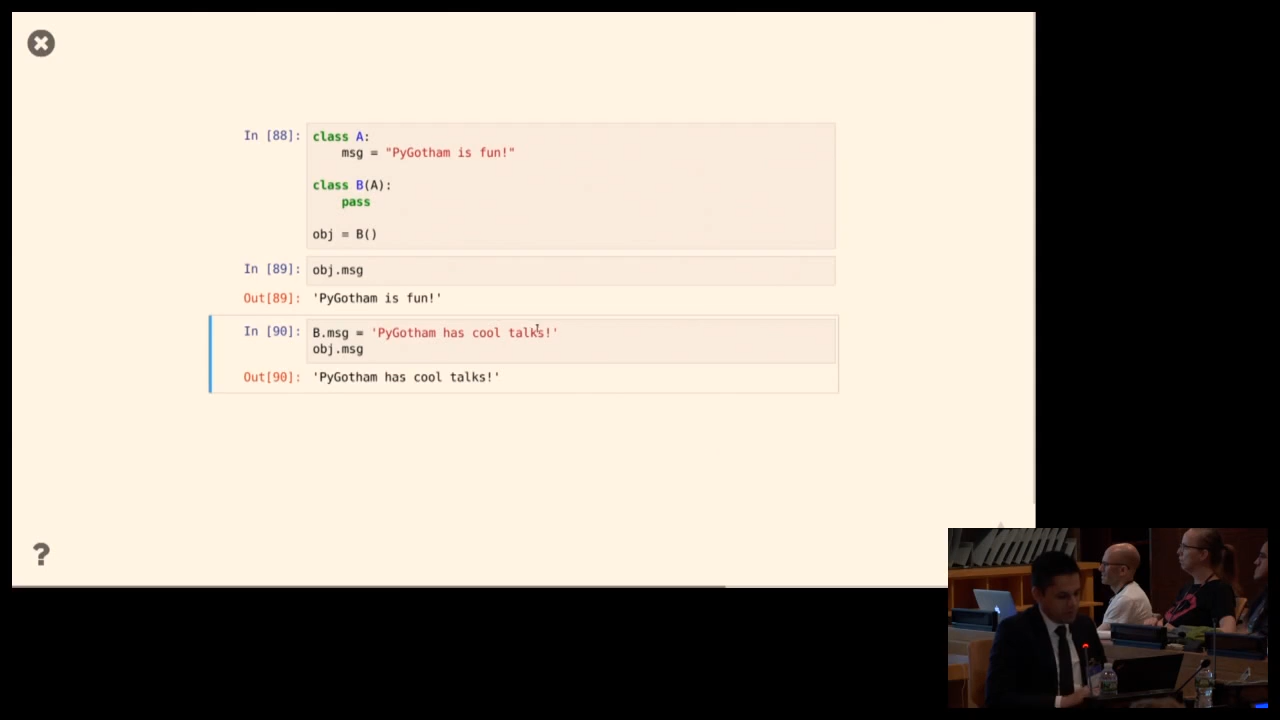 In [88]: class A:
    msg = "PyGotham is fun!"
class B(A):
    pass
obj = B()
In [89]: obj.msg
Out[89]: 'PyGotham is fun!'
In [90]: B.msg = 'PyGotham has cool talks!'
obj.msg
Out[90]: 'PyGotham has cool talks!'
?